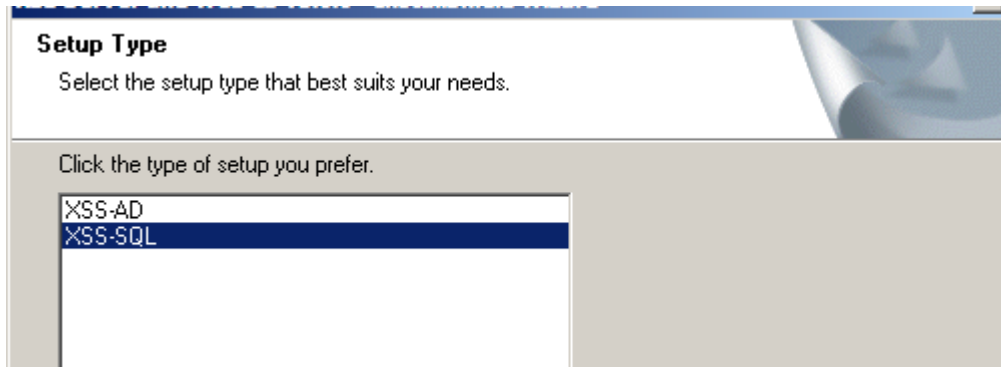 Setup Type
Select the setup type that best suits your needs.
Click the type of setup you prefer.
XSS-AD
XSS-SQL